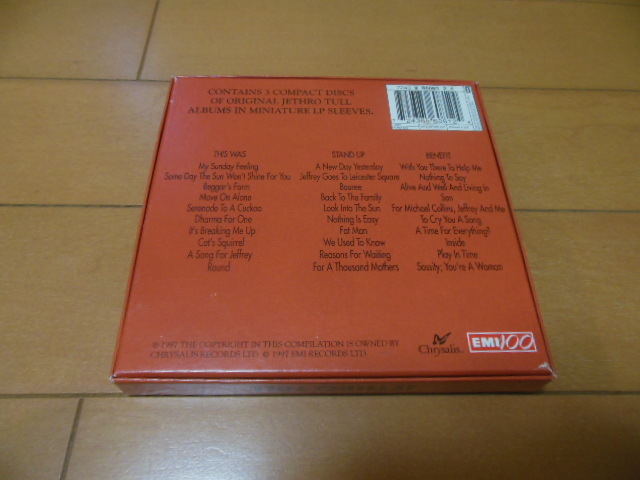 CONTAINS 3 COMPACT DISCS
OF ORIGINAL JETHRO TULL
ALBUMS IN MINIATURE LP SLEEVES.
THIS WAS
My Sunday Feeling
Some Day The Sun Won't Shine For You
Beggar's Farm
Move On Alone
Serenade To A Cuckoo
Dharma For One
It's Breaking Me Up
Cat's Squirrel
A Song For Jeffrey
Round
STAND-UP
A New Day Yesterday
Jeffrey Goes To Leicester Square
Bouree
Back To The Family
Look Into The Sun
Nothing Is Easy
Fat Man
We Used To Know
Reasons For Waiting
For A Thousand Mothers
BENEFIT
With You There To Help Me
Nothing To Say
Alive And Well And Living In
Son
For Michael Collins, Jeffrey And Me
To Cry You A Song
A Time For Everything?
Inside
Play In Time
Sossity; You're A Woman
℗ 1997 THE COPYRIGHT IN THIS COMPILATION IS OWNED BY
CHRYSALIS RECORDS LTD. © 1997 EMI RECORDS LTD.
Chrysalis.
EMI 100